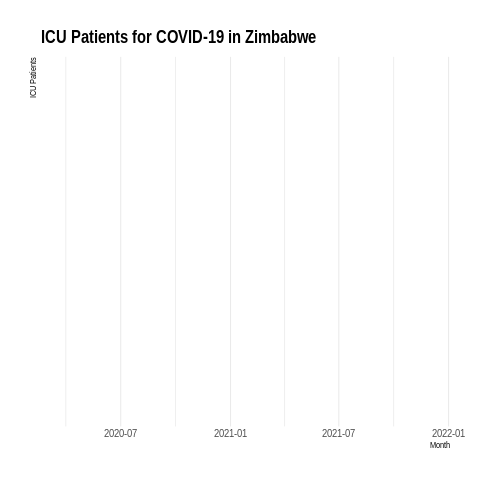 ICU Patients for COVID-19 in Zimbabwe
ICU Patients
2020-07 2021-01 2021-07 2022-01
Month